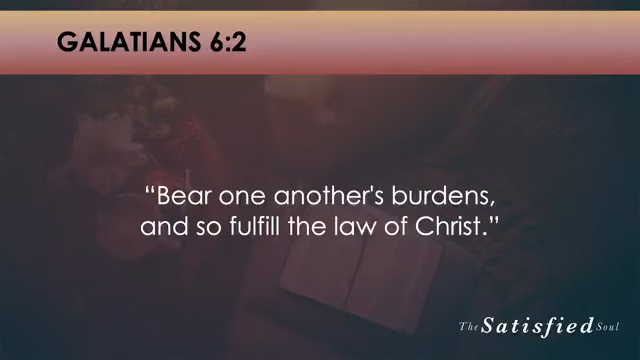 GALATIANS 6:2
“Bear one another's burdens,
and so fulfill the law of Christ.”
The Satisfied Soul